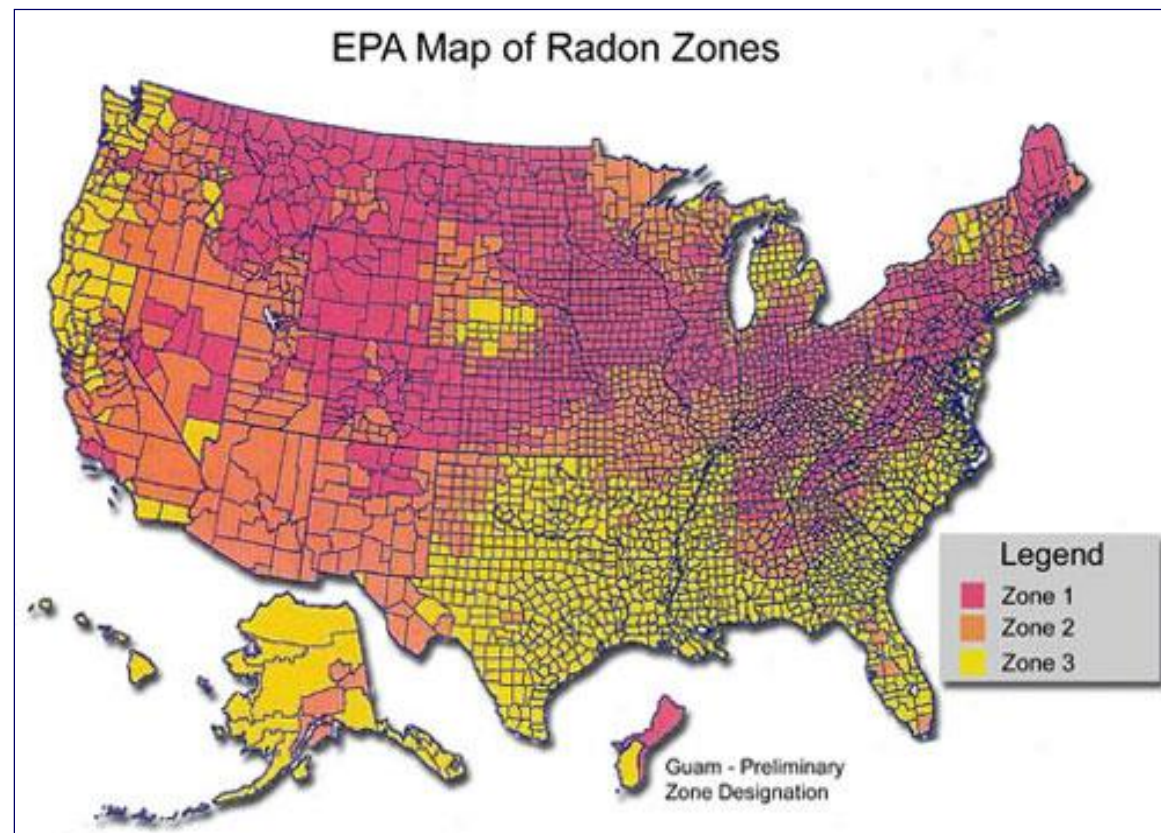 EPA Map of Radon Zones
Legend
Zone 1
Zone 2
Zone 3
Guam - Preliminary
Zone Designation